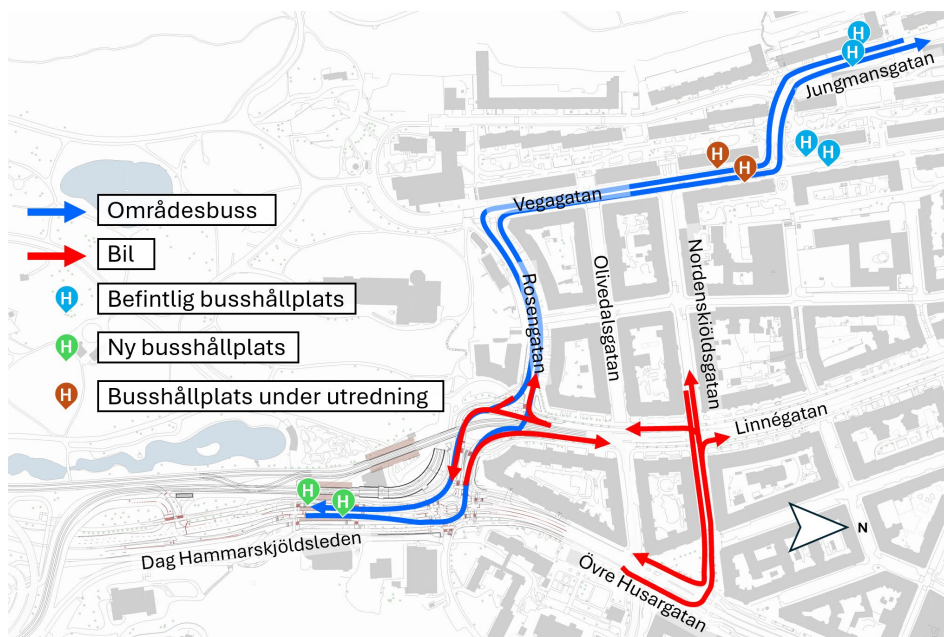 H
H
Jungmansgatan
H
H
H
H
Vegagatan
Områdesbuss
Bil
H
Befintlig busshållplats
H
Ny busshållplats
H
Busshållplats under utredning
Rosengatan
Olivedalsgatan
Nordenskiöldsgatan
Linnégatan
H
H
Dag Hammarskjöldsleden
Övre Husargatan
N